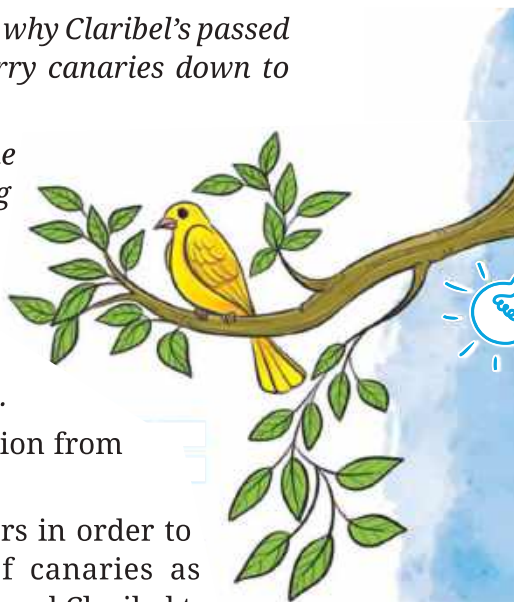 why Claribel’s passed
rry canaries down to
e
g
.
ion from
rs in order to
f canaries as